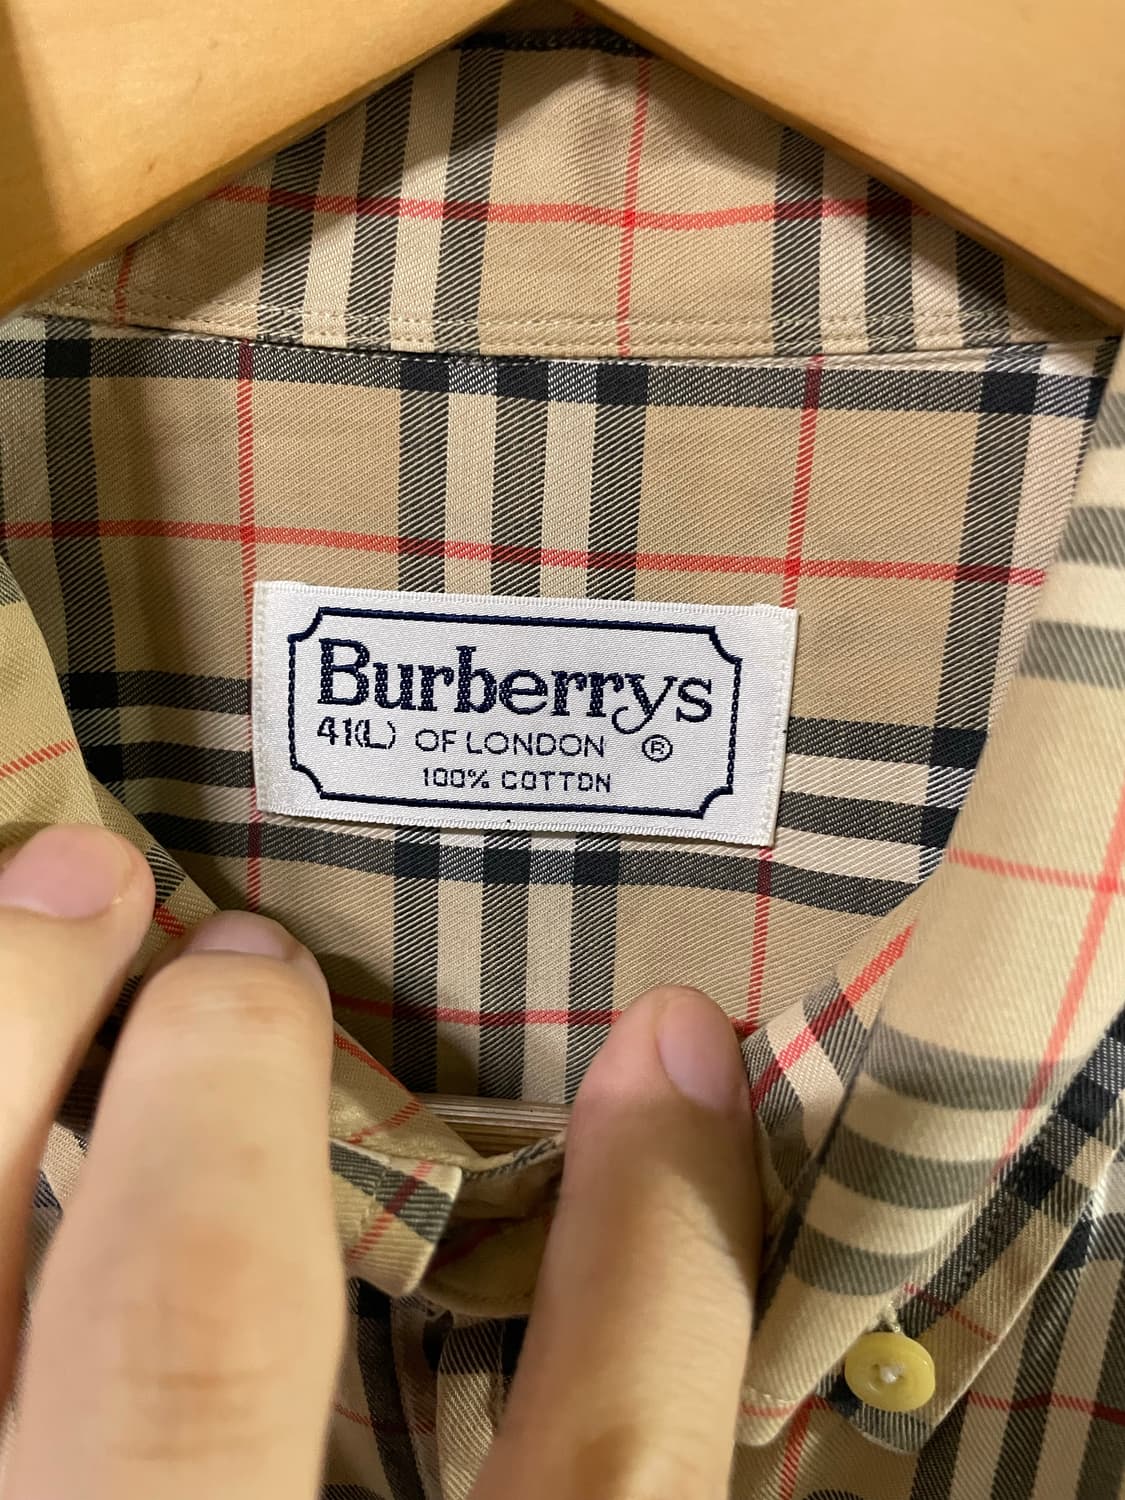 Burberrys
41(L) OF LONDON ®
100% COTTON